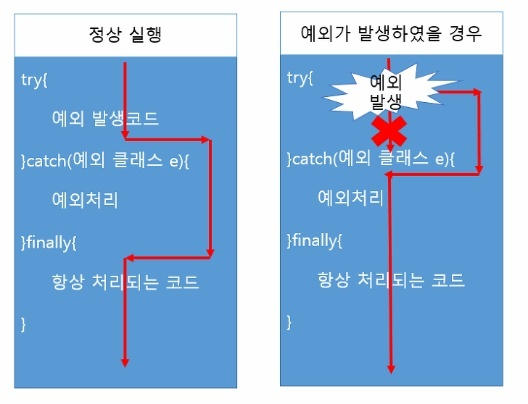 정상 실행
try{
예외 발생코드
}catch(예외 클래스 e){
예외처리
}finally{
항상 처리되는 코드
}
예외가 발생하였을 경우
try{
예외
발생
}catch(예외 클래스 e){
예외처리
}finally{
항상 처리되는 코드
}